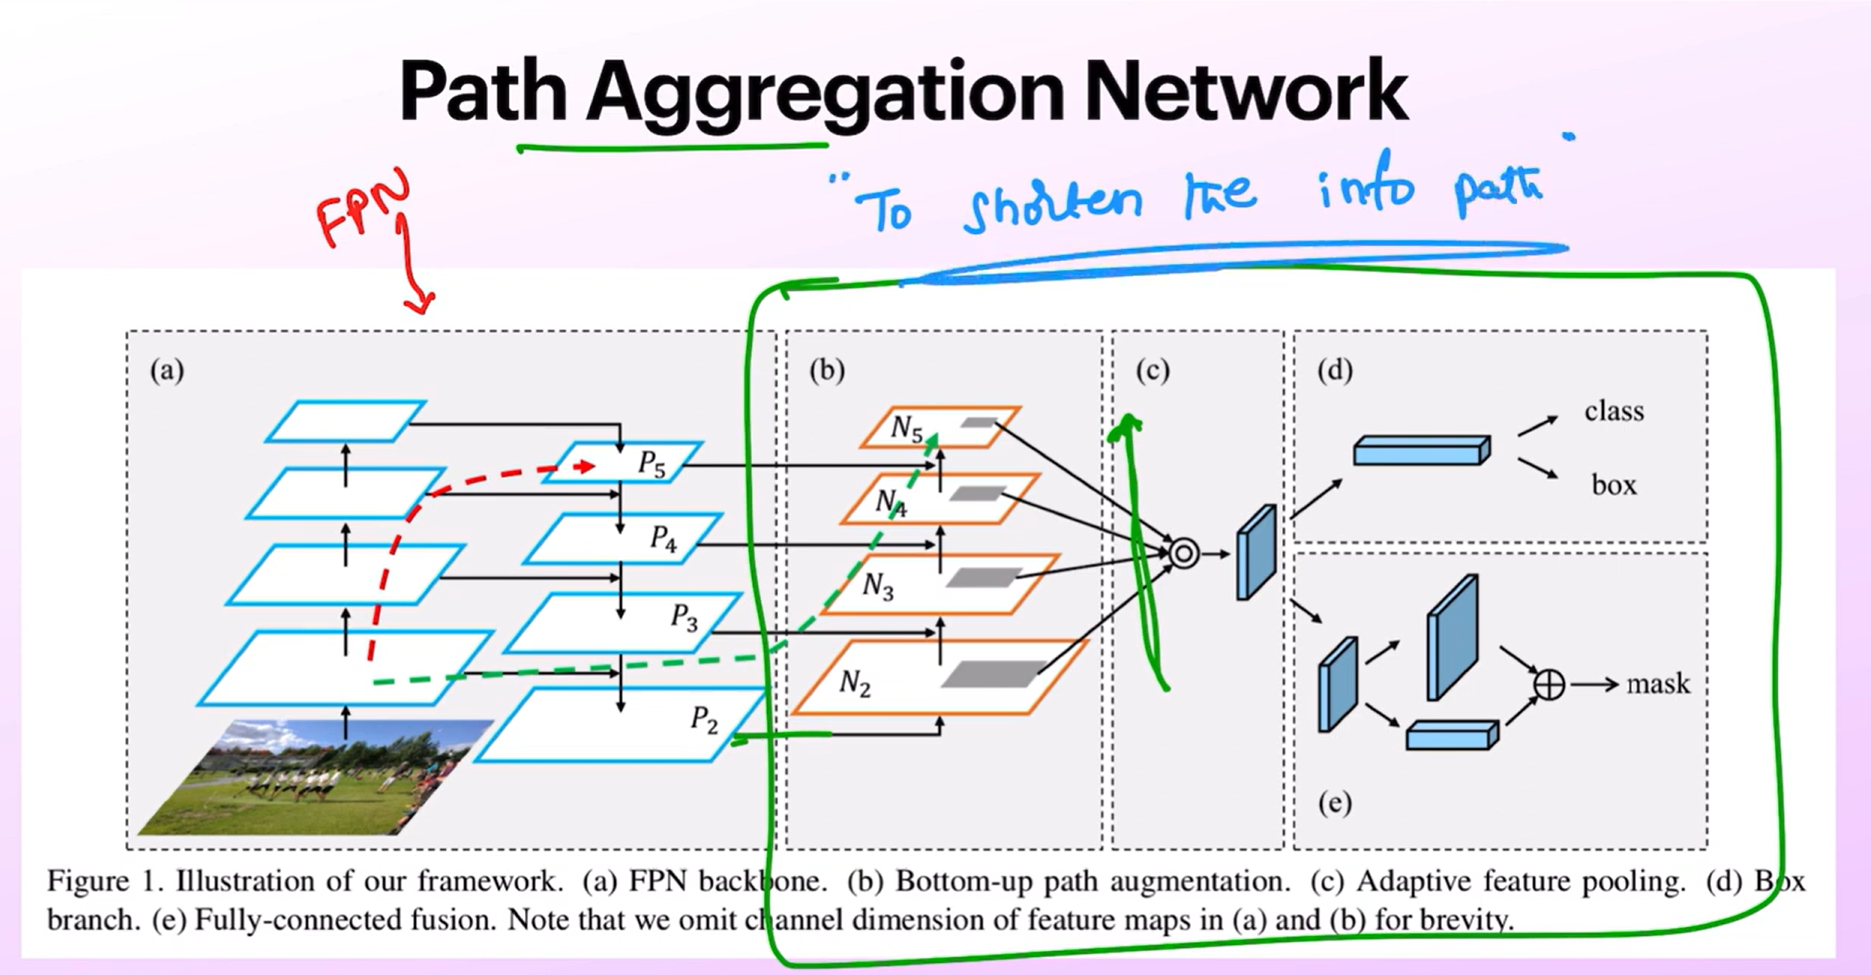 Path Aggregation Network
FPN
"To shorten the info path"
(a)
P5
P4
P3
P2
(b)
N5
N4
N3
N2
(c)
(d)
class
box
mask
(e)
Figure 1. Illustration of our framework. (a) FPN backbone. (b) Bottom-up path augmentation. (c) Adaptive feature pooling. (d) Box
branch. (e) Fully-connected fusion. Note that we omit channel dimension of feature maps in (a) and (b) for brevity.